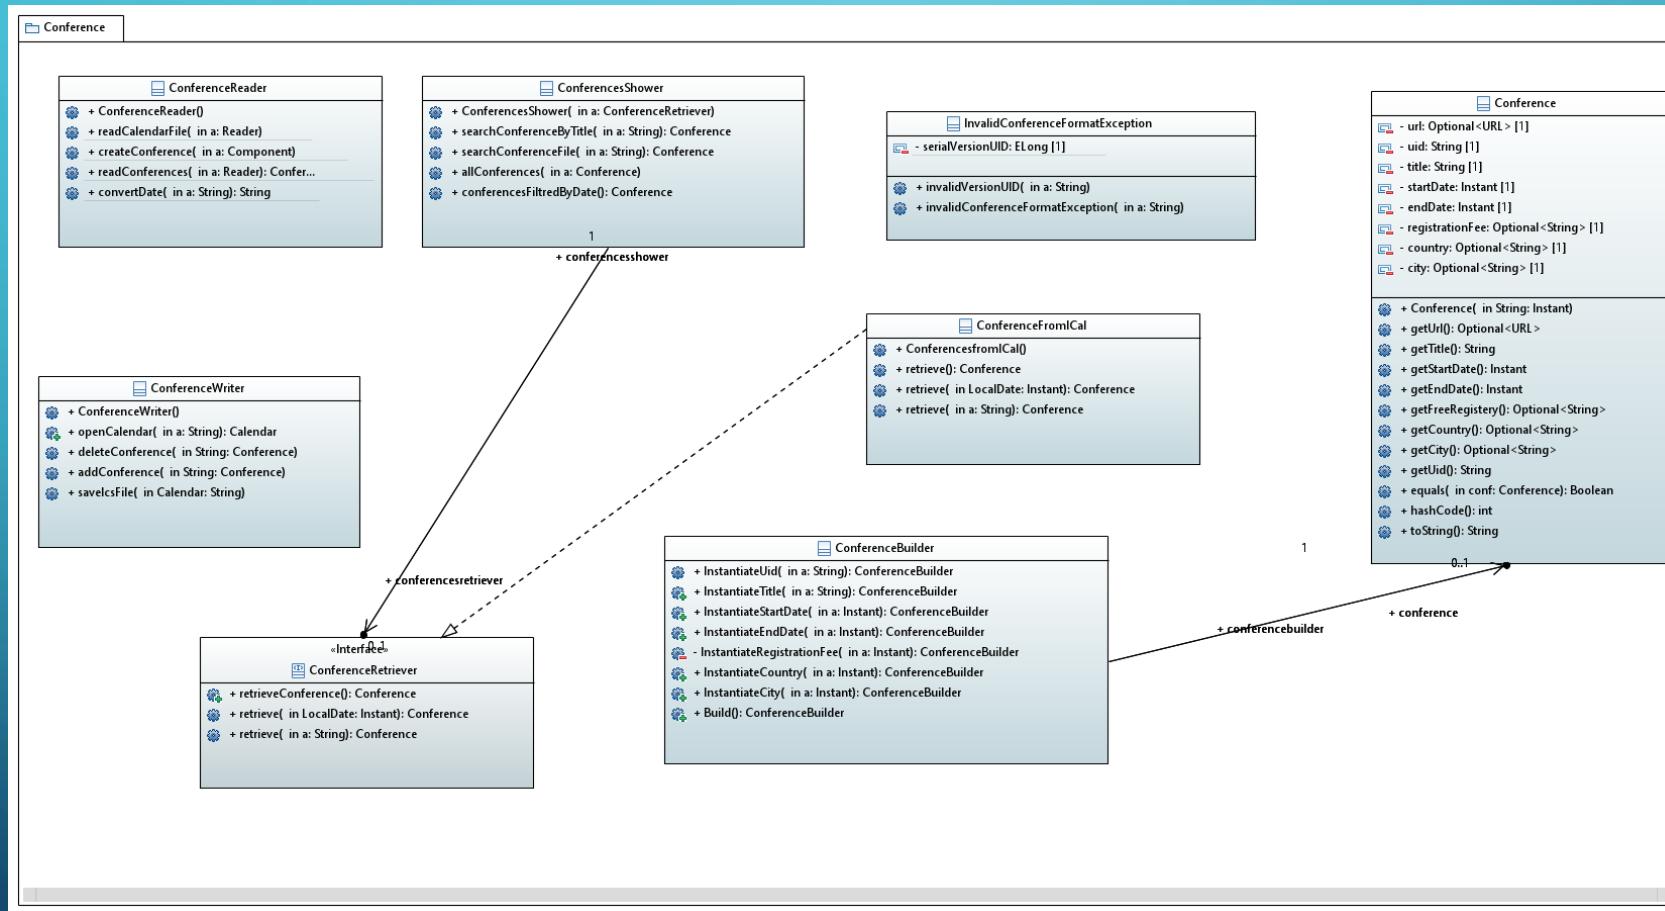 Conference
ConferenceReader
+ ConferenceReader()
+ readCalendarFile( in a: Reader)
+ createConference( in a: Component)
+ readConferences( in a: Reader): Confer...
+ convertDate( in a: String): String
ConferencesShower
+ ConferencesShower( in a: ConferenceRetriever)
+ searchConferenceByTitle( in a: String): Conference
+ searchConferenceFile( in a: String): Conference
+ allConferences( in a: Conference)
+ conferencesFiltredByDate(): Conference
1
+ conferencesshower
InvalidConferenceFormatException
- serialVersionUID: ELong [1]
+ invalidVersionUID( in a: String)
+ invalidConferenceFormatException( in a: String)
Conference
- url: Optional<URL> [1]
- uid: String [1]
- title: String [1]
- startDate: Instant [1]
- endDate: Instant [1]
- registrationFee: Optional<String> [1]
- country: Optional<String> [1]
- city: Optional<String> [1]
+ Conference( in String: Instant)
+ getUrl(): Optional<URL>
+ getTitle(): String
+ getStartDate(): Instant
+ getEndDate(): Instant
+ getFreeRegistery(): Optional<String>
+ getCountry(): Optional<String>
+ getCity(): Optional<String>
+ getUid(): String
+ equals( in conf: Conference): Boolean
+ hashCode(): int
+ toString(): String
0..1
ConferenceFromICal
+ ConferencesfromICal()
+ retrieve(): Conference
+ retrieve( in LocalDate: Instant): Conference
+ retrieve( in a: String): Conference
ConferenceWriter
+ ConferenceWriter()
+ openCalendar( in a: String): Calendar
+ deleteConference( in String: Conference)
+ addConference( in String: Conference)
+ saveIcsFile( in Calendar: String)
+ conferencesretriever
0..1
«Interface»
ConferenceRetriever
+ retrieveConference(): Conference
+ retrieve( in LocalDate: Instant): Conference
+ retrieve( in a: String): Conference
ConferenceBuilder
+ InstantiateUid( in a: String): ConferenceBuilder
+ InstantiateTitle( in a: String): ConferenceBuilder
+ InstantiateStartDate( in a: Instant): ConferenceBuilder
+ InstantiateEndDate( in a: Instant): ConferenceBuilder
- InstantiateRegistrationFee( in a: Instant): ConferenceBuilder
+ InstantiateCountry( in a: Instant): ConferenceBuilder
+ InstantiateCity( in a: Instant): ConferenceBuilder
+ Build(): ConferenceBuilder
1
+ conference
+ conferencebuilder